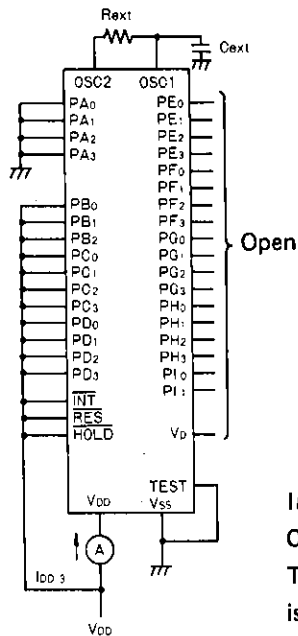 Rext
Cext
OSC2 OSC1
PA0 PE0
PA1 PE1
PA2 PE2
PA3 PE3
PF0
PF1
PB0 PF2
PB1 PF3
PB2 PG0
PC0 PG1
PC1 PG2
PC2 PG3
PC3 PH0
PD0 PH1
PD1 PH2
PD2 PH3
PD3 PI0
INT PI1
RES
HOLD VD
Open
TEST
VDD VSS
A
IDD 3
VDD